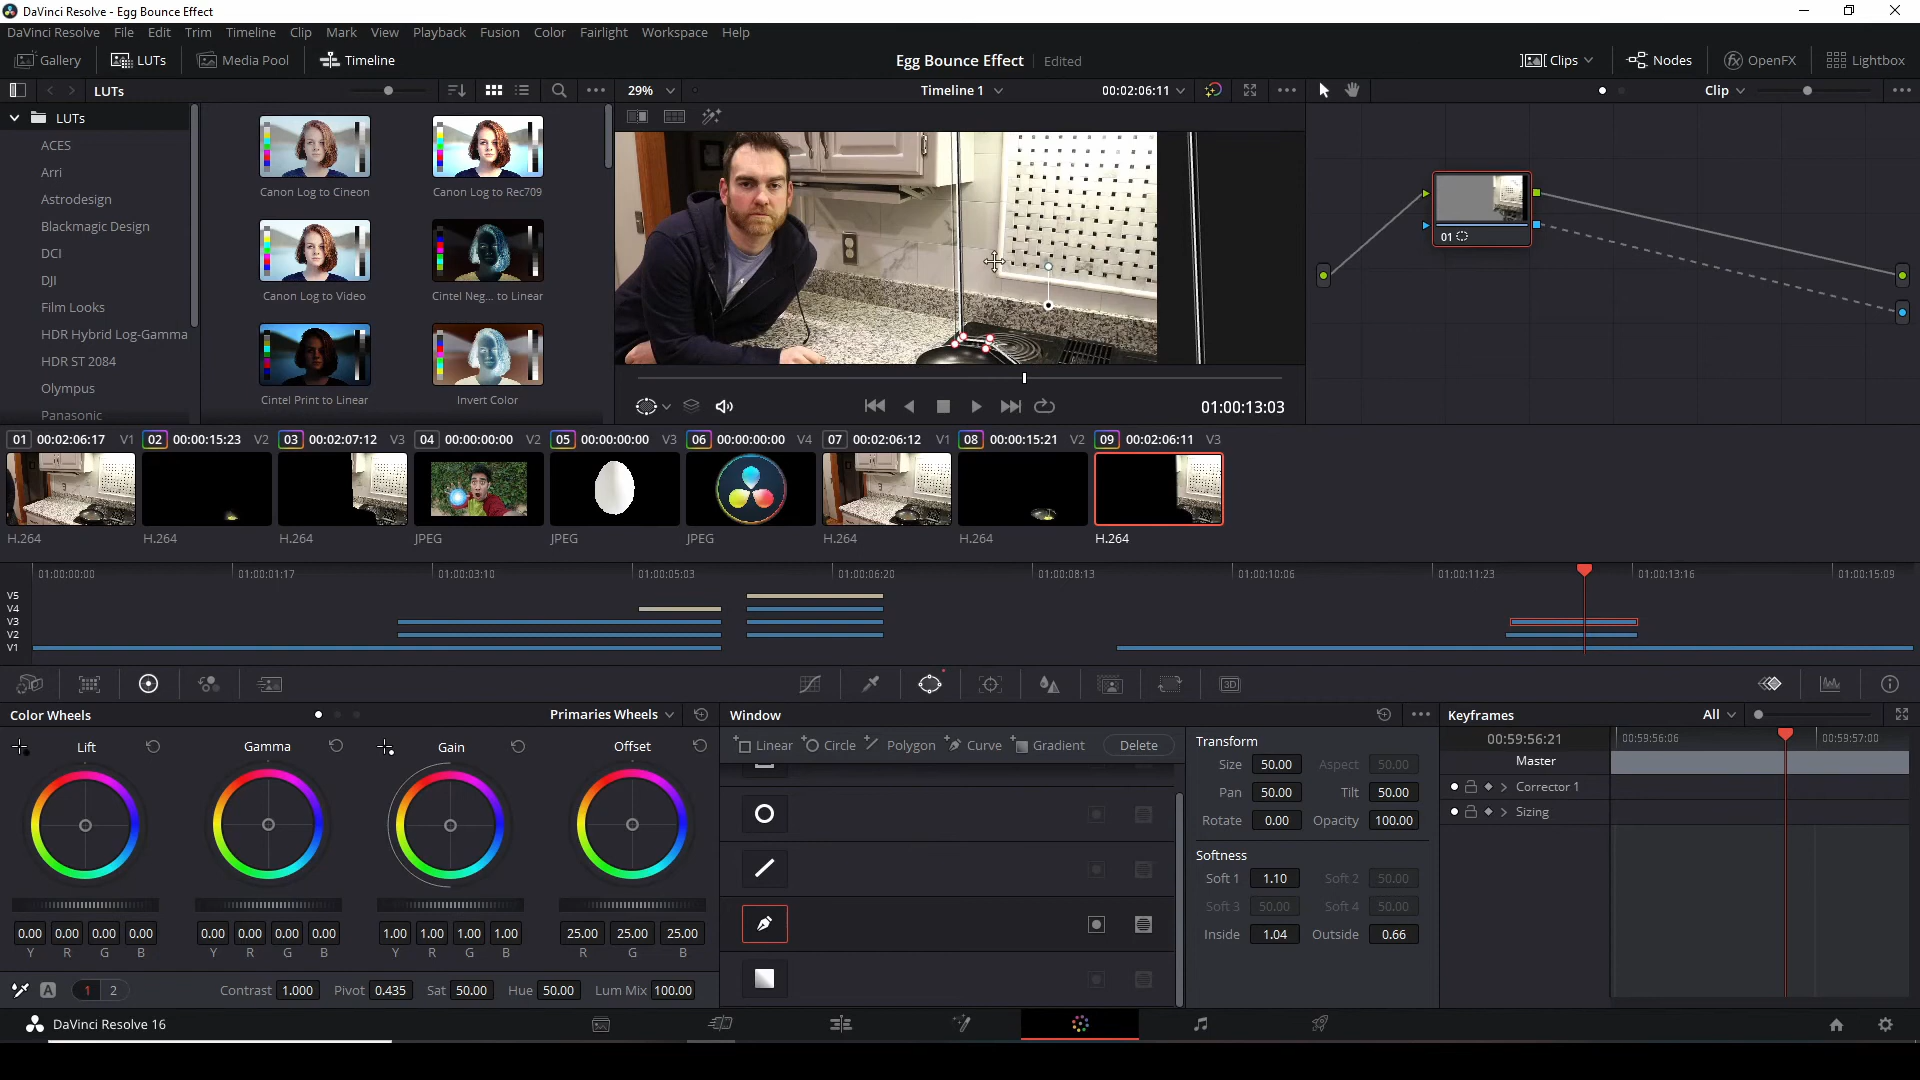 DaVinci Resolve - Egg Bounce Effect
DaVinci Resolve File Edit Trim Timeline Clip Mark View Playback Fusion Color Fairlight Workspace Help
Gallery LUTs Media Pool Timeline Egg Bounce Effect Edited Clips Nodes OpenFX Lightbox
LUTs 29% Timeline 1 00:02:06:11 Clip
LUTs
ACES
Arri
Astrodesign
Blackmagic Design
DCI
DJI
Film Looks
HDR Hybrid Log-Gamma
HDR ST 2084
Olympus
Panasonic
Canon Log to Cineon Canon Log to Rec709
Canon Log to Video Cintel Neg... to Linear
Cintel Print to Linear Invert Color
01
01:00:13:03
01 00:02:06:17 V1 02 00:00:15:23 V2 03 00:02:07:12 V3 04 00:00:00:00 V2 05 00:00:00:00 V3 06 00:00:00:00 V4 07 00:02:06:12 V1 08 00:00:15:21 V2 09 00:02:06:11 V3
H.264 H.264 H.264 JPEG JPEG JPEG H.264 H.264 H.264
01:00:00:00 01:00:01:17 01:00:03:10 01:00:05:03 01:00:06:20 01:00:08:13 01:00:10:06 01:00:11:23 01:00:13:16 01:00:15:09
V5
V4
V3
V2
V1
Color Wheels Primaries Wheels Window Keyframes All
Lift Gamma Gain Offset
Linear Circle Polygon Curve Gradient Delete
Transform
Size 50.00 Aspect 50.00
Pan 50.00 Tilt 50.00
Rotate 0.00 Opacity 100.00
Softness
Soft 1 1.10 Soft 2 50.00
Soft 3 50.00 Soft 4 50.00
Inside 1.04 Outside 0.66
00:59:56:21 00:59:56:06 00:59:57:00
Master
Corrector 1
Sizing
0.00 0.00 0.00 0.00 0.00 0.00 0.00 0.00 1.00 1.00 1.00 1.00 25.00 25.00 25.00
Y R G B Y R G B Y R G B R G B
A 1 2 Contrast 1.000 Pivot 0.435 Sat 50.00 Hue 50.00 Lum Mix 100.00
DaVinci Resolve 16
3D